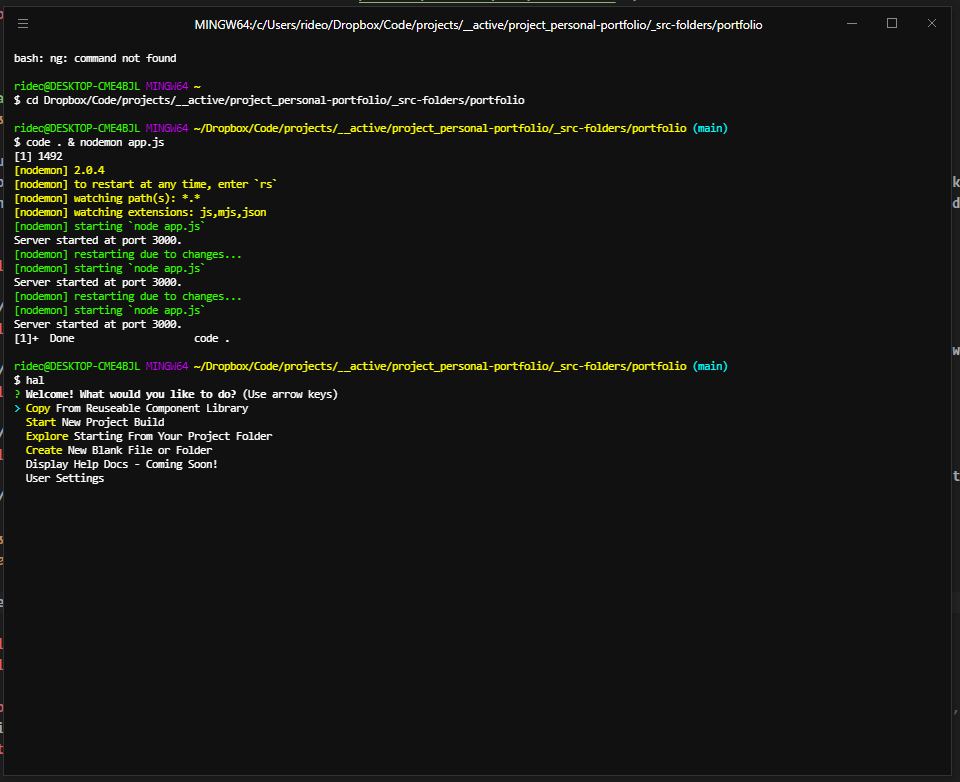 MINGW64:/c/Users/rideo/Dropbox/Code/projects/__active/project_personal-portfolio/_src-folders/portfolio
bash: ng: command not found
rideo@DESKTOP-CME4BJL MINGW64 ~
$ cd Dropbox/Code/projects/__active/project_personal-portfolio/_src-folders/portfolio
rideo@DESKTOP-CME4BJL MINGW64 ~/Dropbox/Code/projects/__active/project_personal-portfolio/_src-folders/portfolio (main)
$ code . & nodemon app.js
[1] 1492
[nodemon] 2.0.4
[nodemon] to restart at any time, enter `rs`
[nodemon] watching path(s): *.*
[nodemon] watching extensions: js,mjs,json
[nodemon] starting `node app.js`
Server started at port 3000.
[nodemon] restarting due to changes...
[nodemon] starting `node app.js`
Server started at port 3000.
[nodemon] restarting due to changes...
[nodemon] starting `node app.js`
Server started at port 3000.
[1]+  Done                    code .
rideo@DESKTOP-CME4BJL MINGW64 ~/Dropbox/Code/projects/__active/project_personal-portfolio/_src-folders/portfolio (main)
$ hal
? Welcome! What would you like to do? (Use arrow keys)
> Copy From Reuseable Component Library
  Start New Project Build
  Explore Starting From Your Project Folder
  Create New Blank File or Folder
  Display Help Docs - Coming Soon!
  User Settings